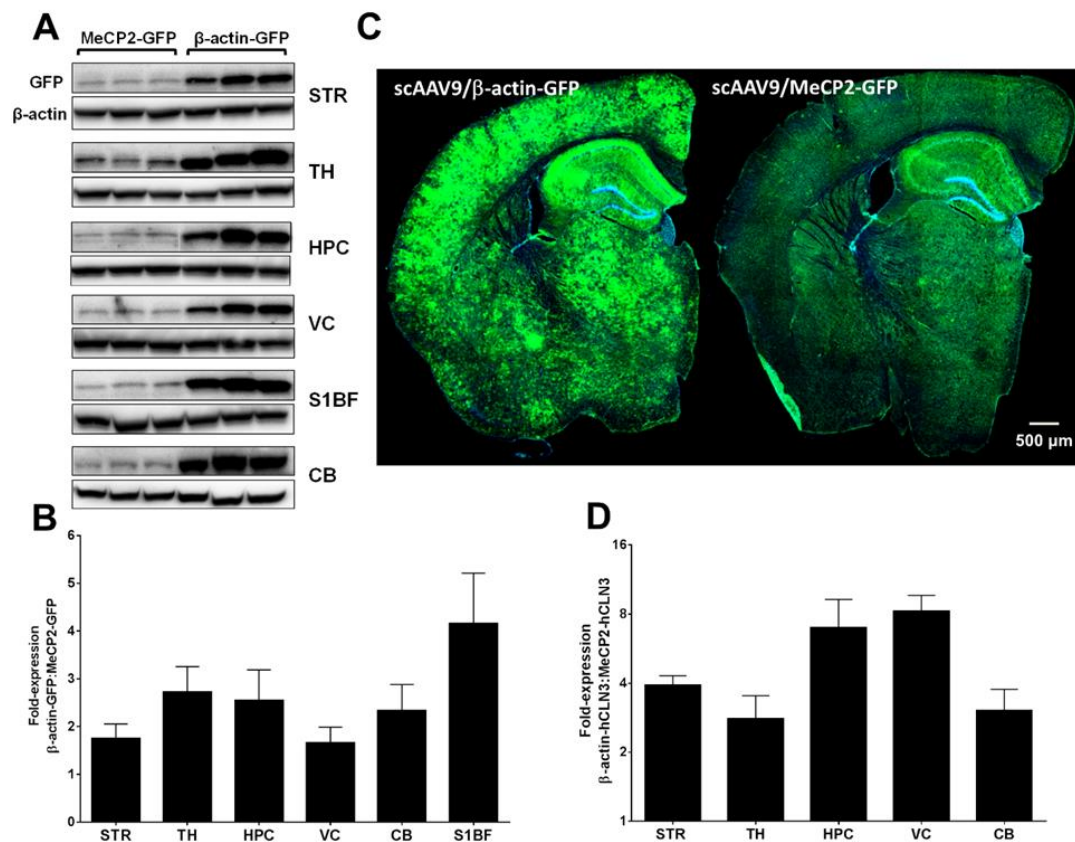 A
MeCP2-GFP β-actin-GFP
GFP
β-actin
STR
TH
HPC
VC
S1BF
CB
C
scAAV9/β-actin-GFP scAAV9/MeCP2-GFP
500 µm
B
Fold-expression
β-actin-GFP:MeCP2-GFP
6
5
4
3
2
1
0
STR TH HPC VC CB S1BF
D
Fold-expression
β-actin-hCLN3:MeCP2-hCLN3
16
8
4
2
1
STR TH HPC VC CB